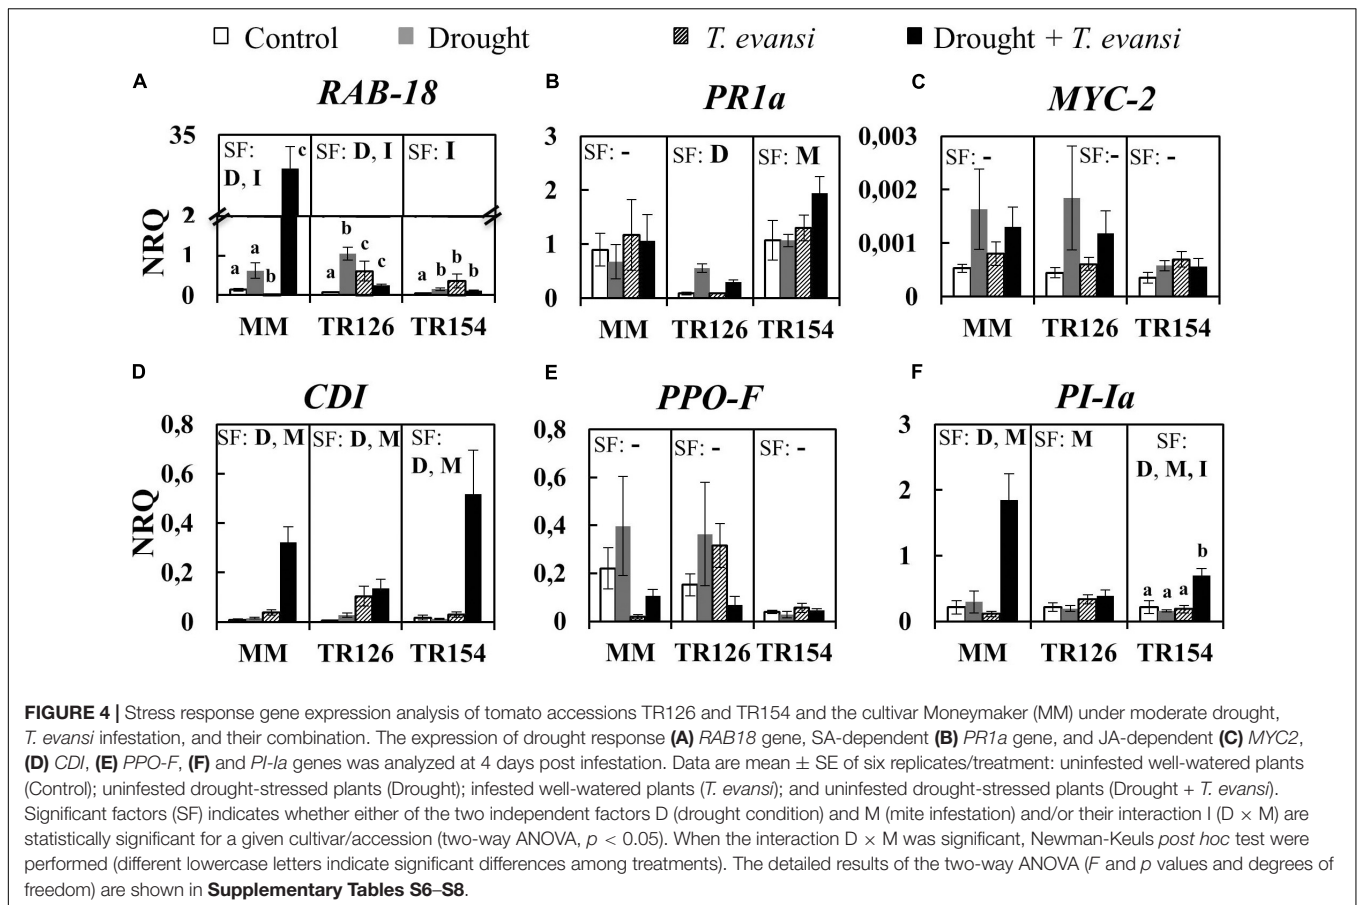 Control Drought T. evansi Drought + T. evansi
A RAB-18
B PR1a
C MYC-2
NRQ
35
2
1
0
SF: D, I
SF: D, I
SF: I
a a b c
a b c c
a b b b
MM TR126 TR154
3
2
1
0
SF: -
SF: D
SF: M
MM TR126 TR154
0,003
0,002
0,001
0
SF: -
SF:-
SF: -
MM TR126 TR154
D CDI
E PPO-F
F PI-Ia
NRQ
0,8
0,6
0,4
0,2
0
SF: D, M
SF: D, M
SF: D, M
MM TR126 TR154
0,8
0,6
0,4
0,2
0
SF: -
SF: -
SF: -
MM TR126 TR154
3
2
1
0
SF: D, M
SF: M
SF: D, M, I
a a a b
MM TR126 TR154
FIGURE 4 | Stress response gene expression analysis of tomato accessions TR126 and TR154 and the cultivar Moneymaker (MM) under moderate drought,
T. evansi infestation, and their combination. The expression of drought response (A) RAB18 gene, SA-dependent (B) PR1a gene, and JA-dependent (C) MYC2,
(D) CDI, (E) PPO-F, (F) and PI-Ia genes was analyzed at 4 days post infestation. Data are mean ± SE of six replicates/treatment: uninfested well-watered plants
(Control); uninfested drought-stressed plants (Drought); infested well-watered plants (T. evansi); and uninfested drought-stressed plants (Drought + T. evansi).
Significant factors (SF) indicates whether either of the two independent factors D (drought condition) and M (mite infestation) and/or their interaction I (D × M) are
statistically significant for a given cultivar/accession (two-way ANOVA, p < 0.05). When the interaction D × M was significant, Newman-Keuls post hoc test were
performed (different lowercase letters indicate significant differences among treatments). The detailed results of the two-way ANOVA (F and p values and degrees of
freedom) are shown in Supplementary Tables S6–S8.